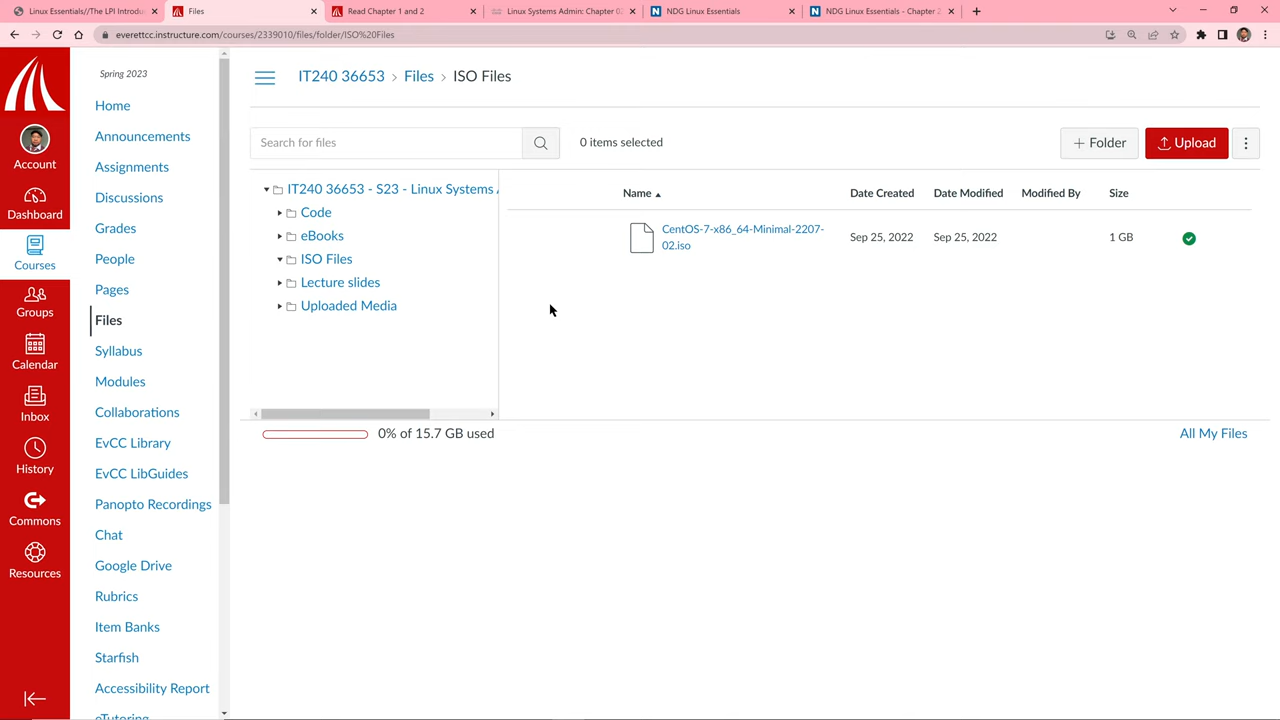 Linux Essentials//The LPI Introdu
Files
Read Chapter 1 and 2
Linux Systems Admin: Chapter 02
NDG Linux Essentials
NDG Linux Essentials - Chapter 2
everettcc.instructure.com/courses/2339010/files/folder/ISO%20Files
Account
Dashboard
Courses
Groups
Calendar
Inbox
History
Commons
Resources
Spring 2023
Home
Announcements
Assignments
Discussions
Grades
People
Pages
Files
Syllabus
Modules
Collaborations
EvCC Library
EvCC LibGuides
Panopto Recordings
Chat
Google Drive
Rubrics
Item Banks
Starfish
Accessibility Report
eTutoring
IT240 36653 › Files › ISO Files
Search for files
0 items selected
+ Folder
Upload
IT240 36653 - S23 - Linux Systems A
Code
eBooks
ISO Files
Lecture slides
Uploaded Media
Name Date Created Date Modified Modified By Size
CentOS-7-x86_64-Minimal-2207-
02.iso
Sep 25, 2022 Sep 25, 2022 1 GB
0% of 15.7 GB used
All My Files